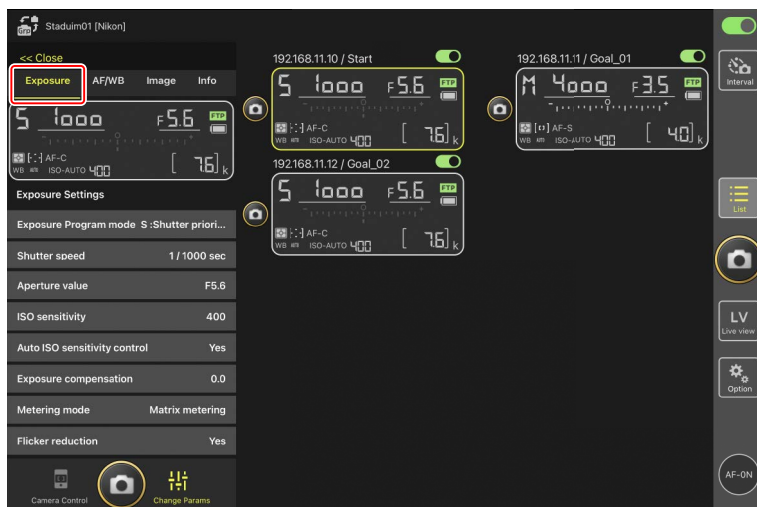 Grp
Staduim01 [Nikon]
<< Close
Exposure AF/WB Image Info
S 1000 F5.6 FTP
AF-C
WB ISO-AUTO 400 [ 7.6] k
Exposure Settings
Exposure Program mode S :Shutter priori...
Shutter speed 1 / 1000 sec
Aperture value F5.6
ISO sensitivity 400
Auto ISO sensitivity control Yes
Exposure compensation 0.0
Metering mode Matrix metering
Flicker reduction Yes
Camera Control
Change Params
192.168.11.10 / Start
S 1000 F5.6 FTP
AF-C
WB ISO-AUTO 400 [ 7.6] k
192.168.11.11 / Goal_01
M 4000 F3.5 FTP
AF-S
WB ISO-AUTO 400 [ 4.0] k
192.168.11.12 / Goal_02
S 1000 F5.6 FTP
AF-C
WB ISO-AUTO 400 [ 7.6] k
Interval
List
LV
Live view
Option
AF-ON